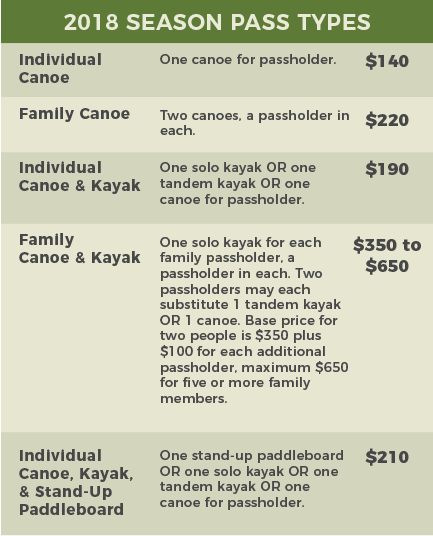 2018 SEASON PASS TYPES
Individual
Canoe
One canoe for passholder.
$140
Family Canoe
Two canoes, a passholder in
each.
$220
Individual
Canoe & Kayak
One solo kayak OR one
tandem kayak OR one
canoe for passholder.
$190
Family
Canoe & Kayak
One solo kayak for each
family passholder, a
passholder in each. Two
passholders may each
substitute 1 tandem kayak
OR 1 canoe. Base price for
two people is $350 plus
$100 for each additional
passholder, maximum $650
for five or more family
members.
$350 to
$650
Individual
Canoe, Kayak,
& Stand-Up
Paddleboard
One stand-up paddleboard
OR one solo kayak OR one
tandem kayak OR one
canoe for passholder.
$210